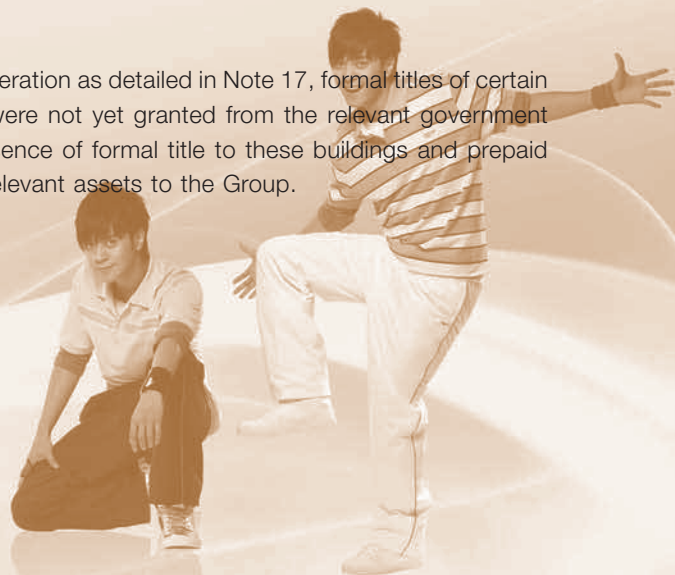 eration as detailed in Note 17, formal titles of certain
were not yet granted from the relevant government
ence of formal title to these buildings and prepaid
elevant assets to the Group.